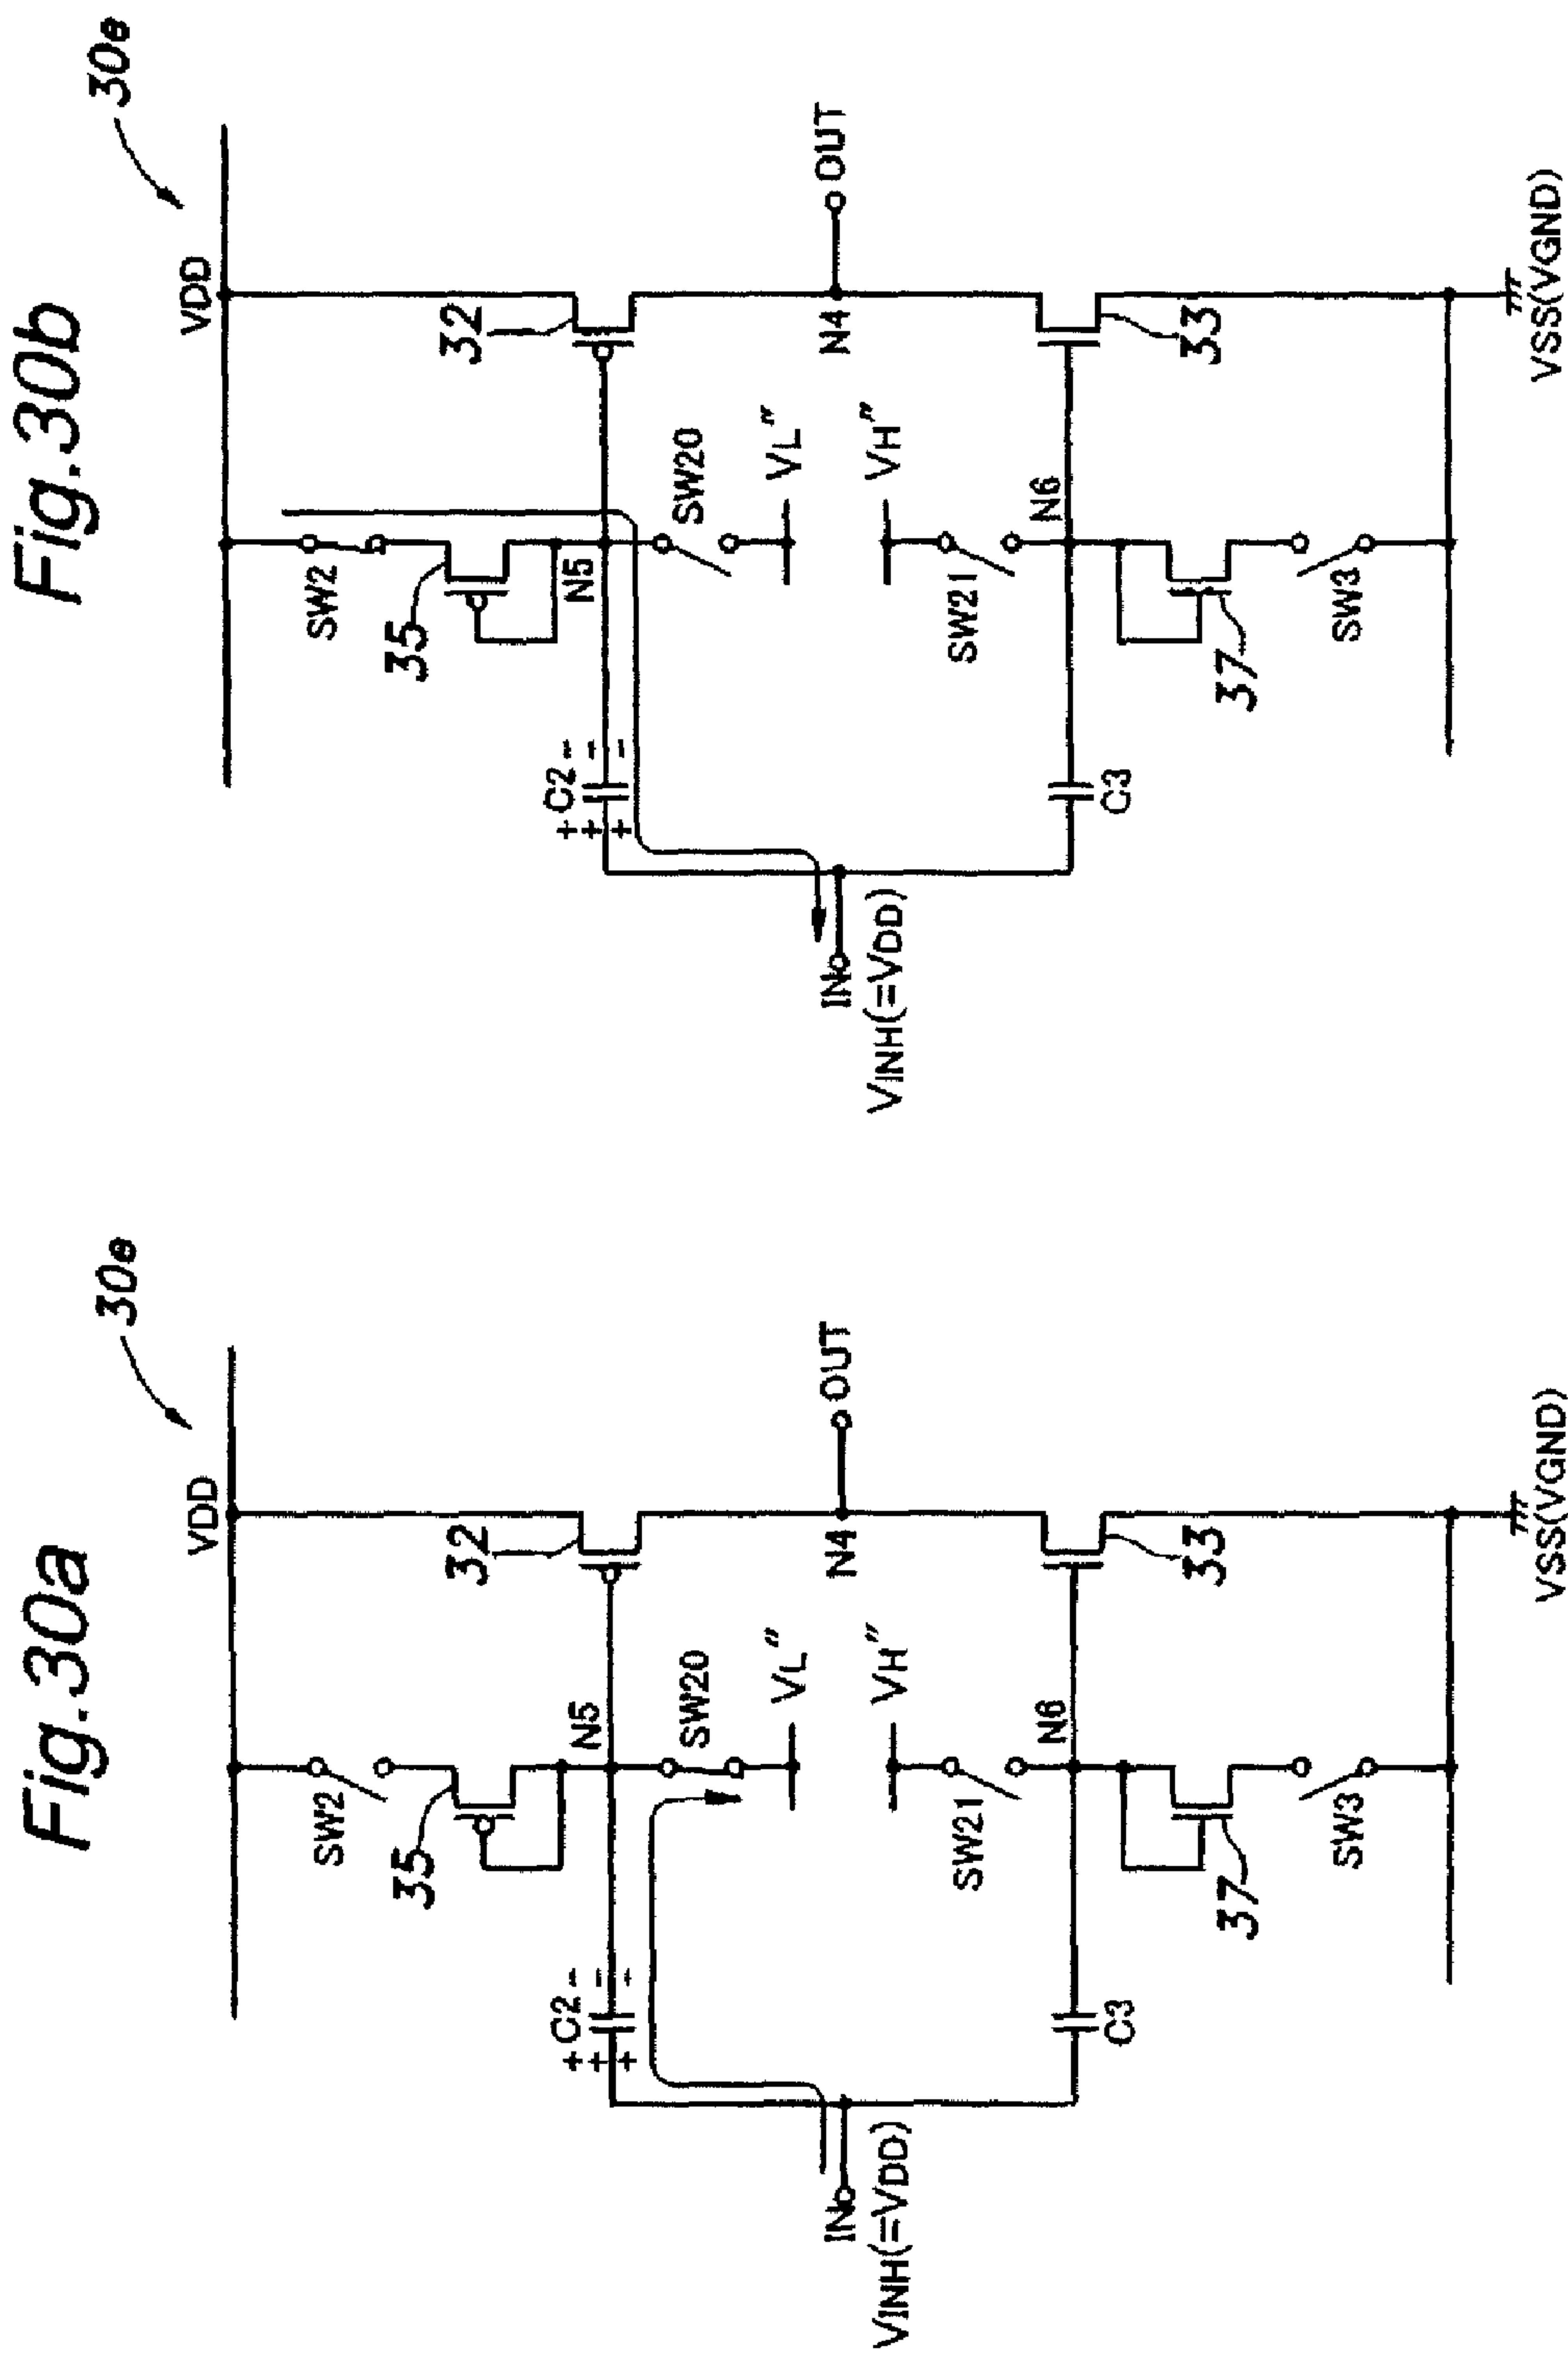 Fig.30a
30e
VDD
SW2
35
32
N5
C2
+ + +
- - -
SW20
VL"
N4
OUT
IN
VINH(=VDD)
VH"
SW21
N6
C3
33
37
SW3
VSS(VGND)
Fig.30b
30e
VDD
SW2
35
32
N5
C2
+ + +
- - -
SW20
VL"
N4
OUT
IN
VINH(=VDD)
VH"
SW21
N6
C3
33
37
SW3
VSS(VGND)